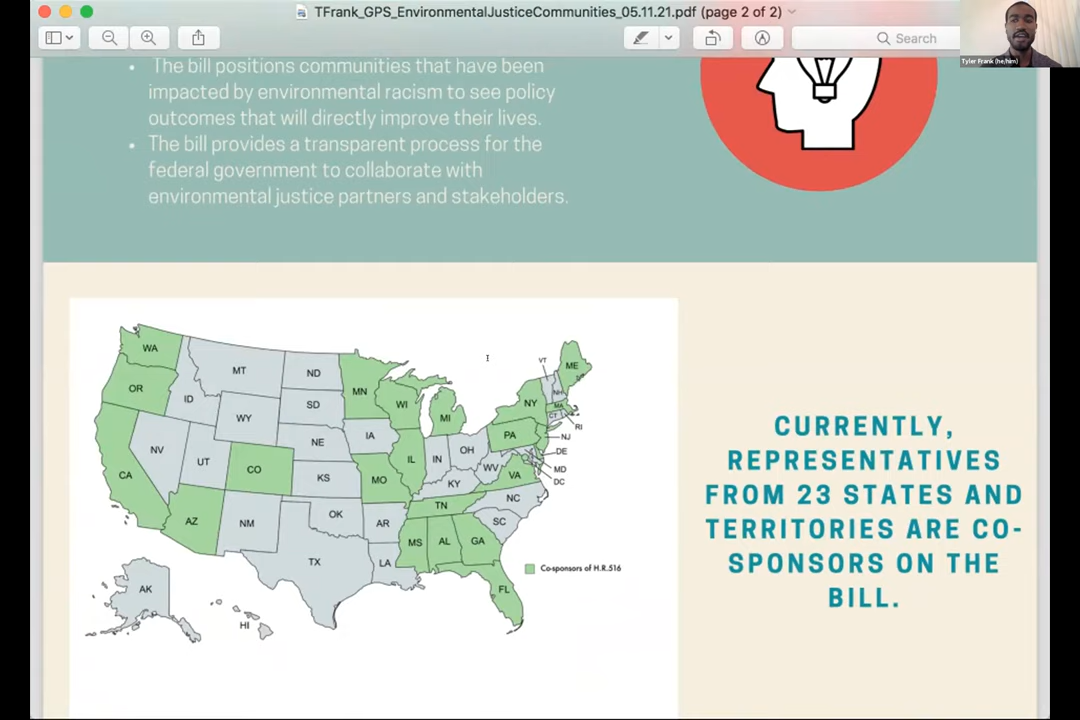 TFrank_GPS_EnvironmentalJusticeCommunities_05.11.21.pdf (page 2 of 2)
Search
Tyler Frank (he/him)
• The bill positions communities that have been
impacted by environmental racism to see policy
outcomes that will directly improve their lives.
• The bill provides a transparent process for the
federal government to collaborate with
environmental justice partners and stakeholders.
WA
MT
ND
MN
VT
ME
OR
ID
SD
WI
NH
WY
MI
NY
MA
CT
RI
NV
NE
IA
PA
NJ
UT
CO
IL
IN
OH
DE
CA
KS
MO
WV
VA
MD
KY
DC
AZ
NM
OK
AR
TN
NC
SC
MS
AL
GA
TX
LA
Co-sponsors of H.R.516
AK
FL
HI
CURRENTLY,
REPRESENTATIVES
FROM 23 STATES AND
TERRITORIES ARE CO-
SPONSORS ON THE
BILL.